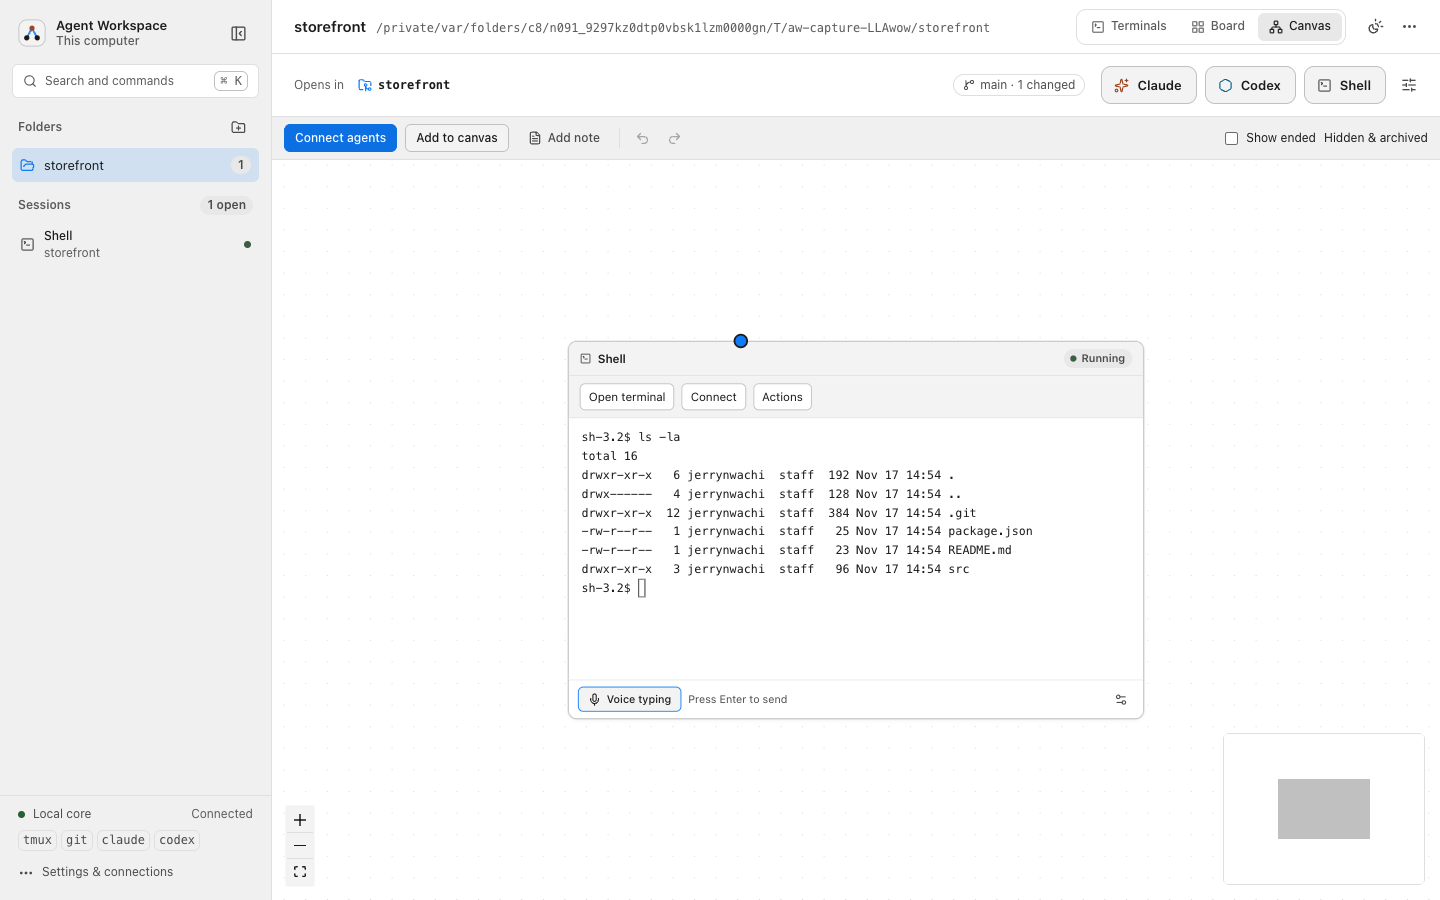 Agent Workspace
This computer
Search and commands ⌘ K
Folders
storefront 1
Sessions 1 open
Shell
storefront
Local core Connected
tmux git claude codex
Settings & connections
storefront /private/var/folders/c8/n091_9297kz0dtp0vbsk1lzm0000gn/T/aw-capture-LLAwow/storefront
Terminals Board Canvas
Opens in storefront main · 1 changed Claude Codex Shell
Connect agents Add to canvas Add note Show ended Hidden & archived
Shell Running
Open terminal Connect Actions
sh-3.2$ ls -la
total 16
drwxr-xr-x   6 jerrynwachi  staff  192 Nov 17 14:54 .
drwx------   4 jerrynwachi  staff  128 Nov 17 14:54 ..
drwxr-xr-x  12 jerrynwachi  staff  384 Nov 17 14:54 .git
-rw-r--r--   1 jerrynwachi  staff   25 Nov 17 14:54 package.json
-rw-r--r--   1 jerrynwachi  staff   23 Nov 17 14:54 README.md
drwxr-xr-x   3 jerrynwachi  staff   96 Nov 17 14:54 src
sh-3.2$
Voice typing Press Enter to send